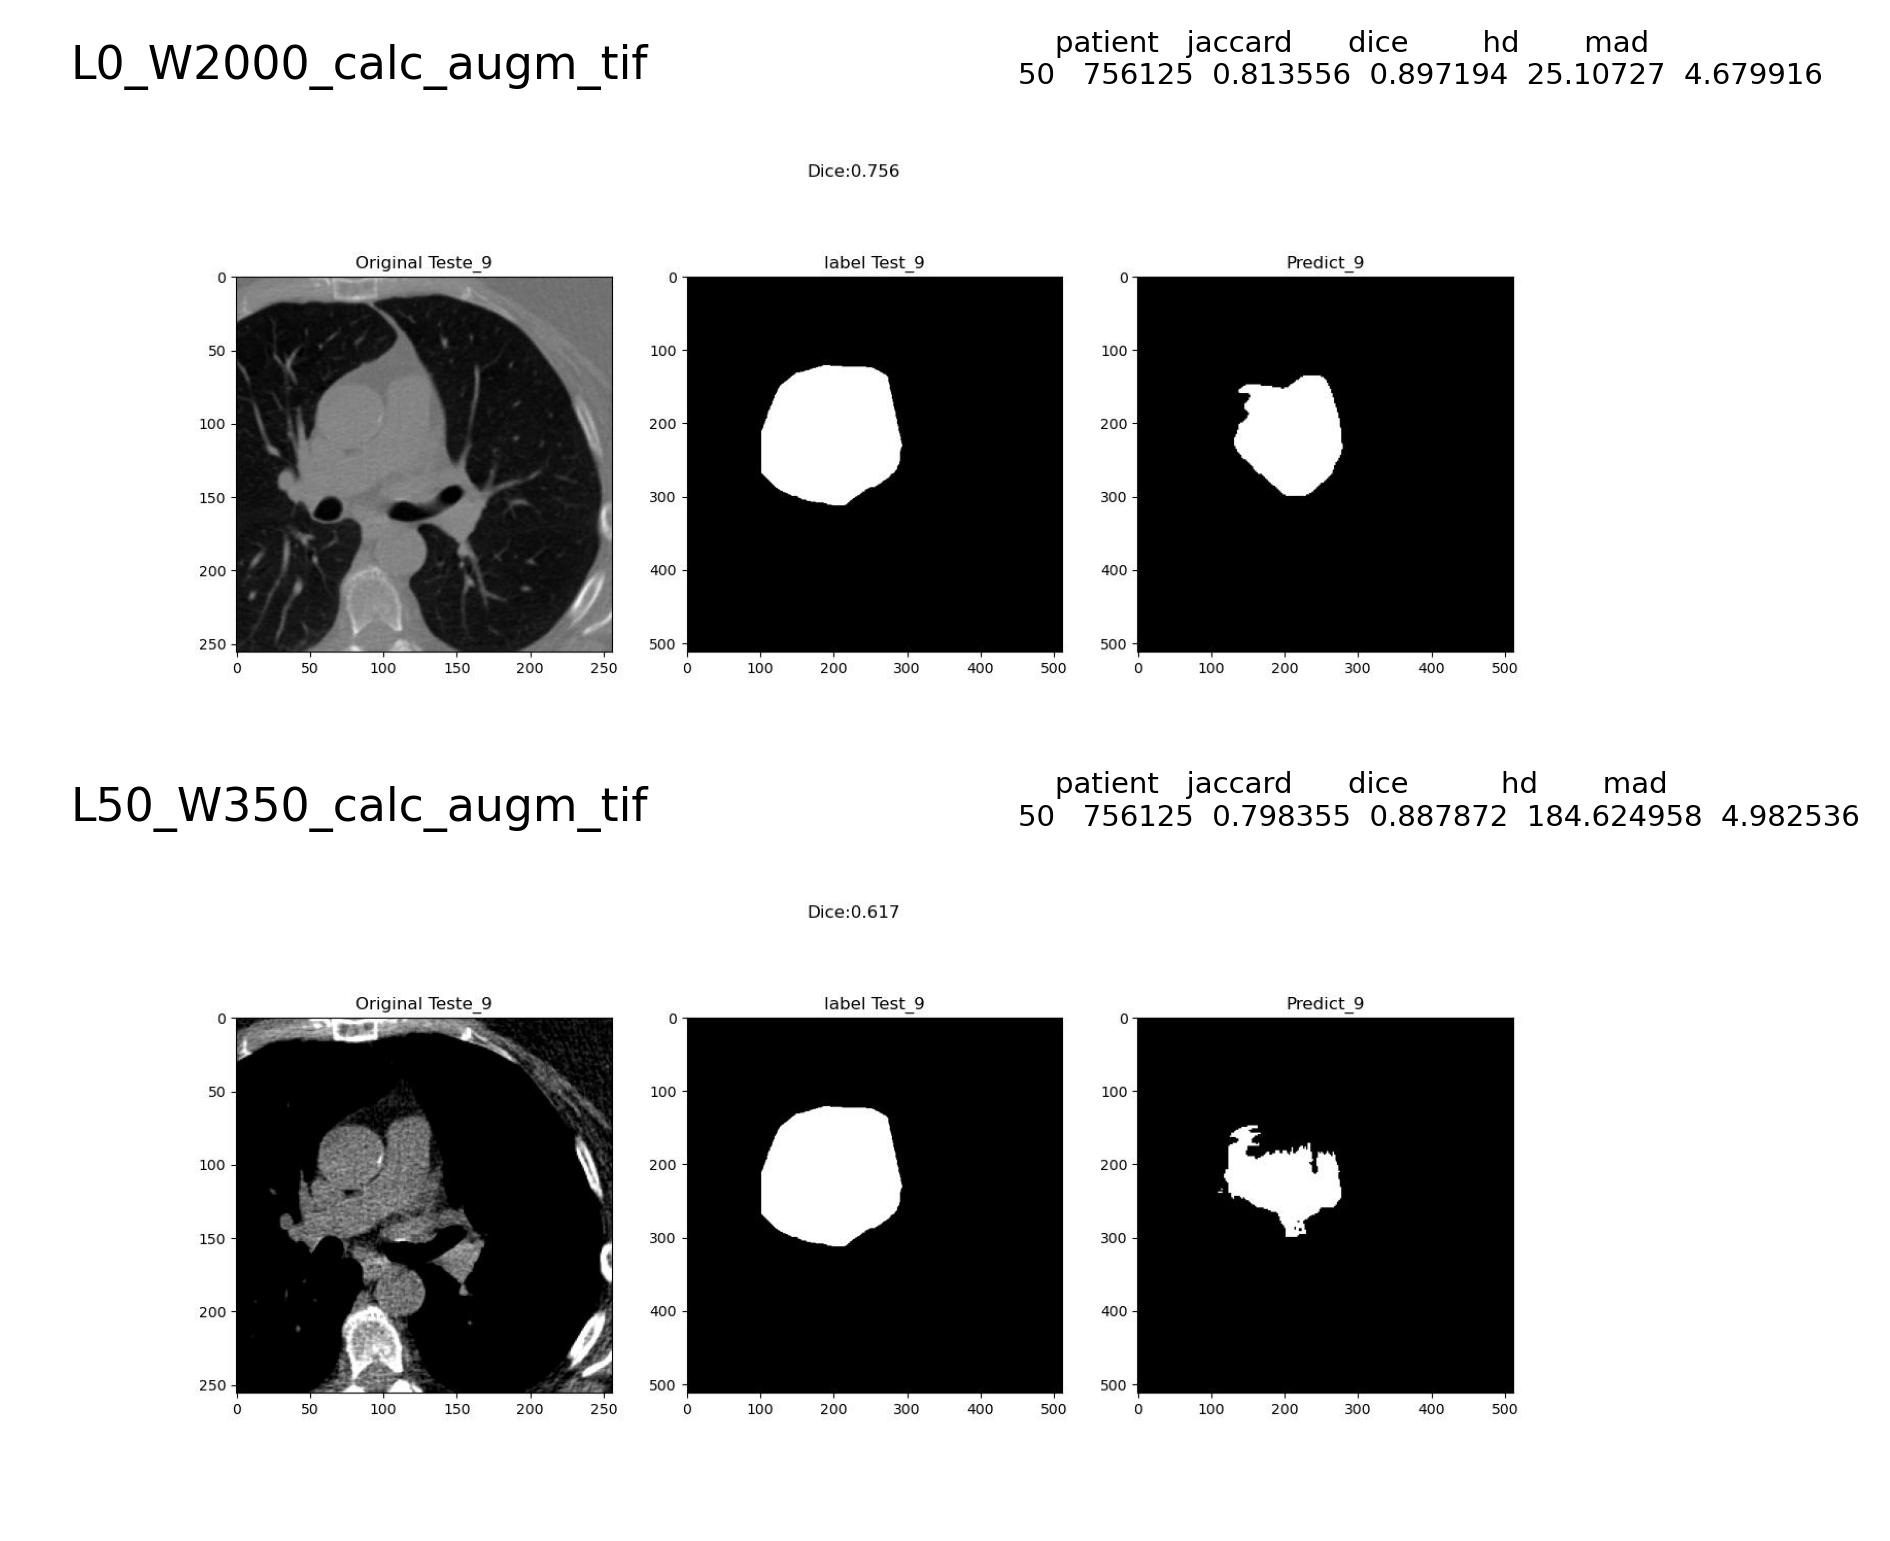 L0_W2000_calc_augm_tif
patient jaccard dice hd mad
50 756125 0.813556 0.897194 25.10727 4.679916
Dice:0.756
Original Teste_9
label Test_9
Predict_9
0
50
100
150
200
250
0 50 100 150 200 250
0
100
200
300
400
500
0 100 200 300 400 500
0
100
200
300
400
500
0 100 200 300 400 500
L50_W350_calc_augm_tif
patient jaccard dice hd mad
50 756125 0.798355 0.887872 184.624958 4.982536
Dice:0.617
Original Teste_9
label Test_9
Predict_9
0
50
100
150
200
250
0 50 100 150 200 250
0
100
200
300
400
500
0 100 200 300 400 500
0
100
200
300
400
500
0 100 200 300 400 500